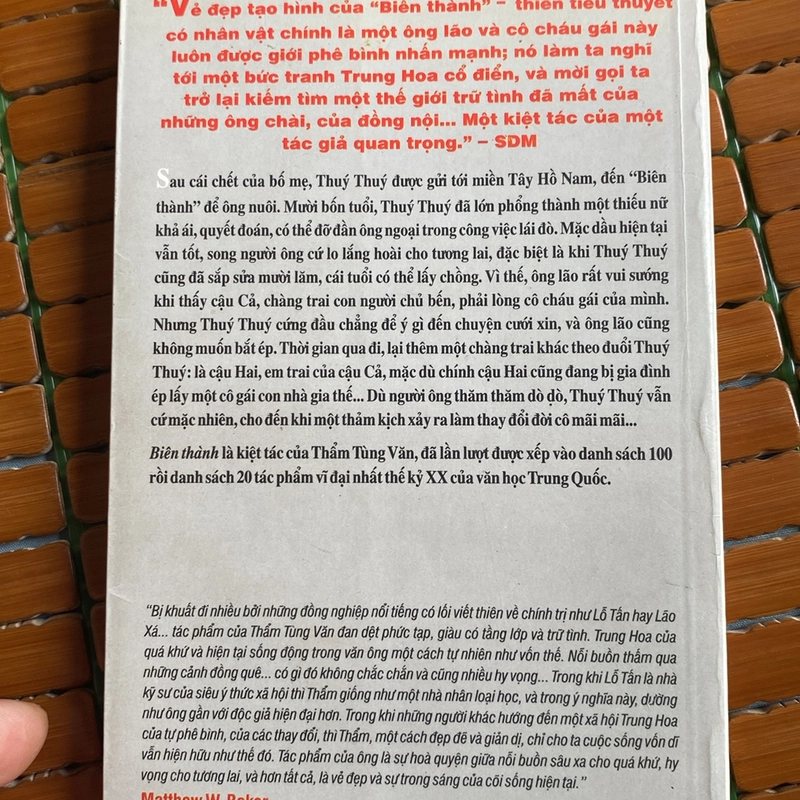 "Vẻ đẹp tạo hình của "Biên thành" – thiên tiểu thuyết
có nhân vật chính là một ông lão và cô cháu gái này
luôn được giới phê bình nhấn mạnh; nó làm ta nghĩ
tới một bức tranh Trung Hoa cổ điển, và mời gọi ta
trở lại kiếm tìm một thế giới trữ tình đã mất của
những ông chài, của đồng nội... Một kiệt tác của một
tác giả quan trọng." – SDM
Sau cái chết của bố mẹ, Thuý Thuý được gửi tới miền Tây Hồ Nam, đến "Biên
thành" để ông nuôi. Mười bốn tuổi, Thuý Thuý đã lớn phổng thành một thiếu nữ
khả ái, quyết đoán, có thể đỡ đần ông ngoại trong công việc lái đò. Mặc dầu hiện tại
vẫn tốt, song người ông cứ lo lắng hoài cho tương lai, đặc biệt là khi Thuý Thuý
cũng đã sắp sửa mười lăm, cái tuổi có thể lấy chồng. Vì thế, ông lão rất vui sướng
khi thấy cậu Cả, chàng trai con người chủ bến, phải lòng cô cháu gái của mình.
Nhưng Thuý Thuý cứng đầu chẳng để ý gì đến chuyện cưới xin, và ông lão cũng
không muốn bắt ép. Thời gian qua đi, lại thêm một chàng trai khác theo đuổi Thuý
Thuý: là cậu Hai, em trai của cậu Cả, mặc dù chính cậu Hai cũng đang bị gia đình
ép lấy một cô gái con nhà gia thế... Dù người ông thăm thăm dò dò, Thuý Thuý vẫn
cứ mặc nhiên, cho đến khi một thảm kịch xảy ra làm thay đổi đời cô mãi mãi...
Biên thành là kiệt tác của Thẩm Tùng Văn, đã lần lượt được xếp vào danh sách 100
rồi danh sách 20 tác phẩm vĩ đại nhất thế kỷ XX của văn học Trung Quốc.
"Bị khuất đi nhiều bởi những đồng nghiệp nổi tiếng có lối viết thiên về chính trị như Lỗ Tấn hay Lão
Xá... tác phẩm của Thẩm Tùng Văn đan dệt phức tạp, giàu có tầng lớp và trữ tình. Trung Hoa của
quá khứ và hiện tại sống động trong văn ông một cách tự nhiên như vốn thế. Nỗi buồn thấm qua
những cảnh đồng quê... có gì đó không chắc chắn và cũng nhiều hy vọng... Trong khi Lỗ Tấn là nhà
kỹ sư của siêu ý thức xã hội thì Thẩm giống như một nhà nhân loại học, và trong ý nghĩa này, dường
như ông gần với độc giả hiện đại hơn. Trong khi những người khác hướng đến một xã hội Trung Hoa
của tự phê bình, của các thay đổi, thì Thẩm, một cách đẹp đẽ và giản dị, chỉ cho ta cuộc sống vốn dĩ
vẫn hiện hữu như thế đó. Tác phẩm của ông là sự hoà quyện giữa nỗi buồn sâu xa cho quá khứ, hy
vọng cho tương lai, và hơn tất cả, là vẻ đẹp và sự trong sáng của cõi sống hiện tại."
Matthew W. Baker